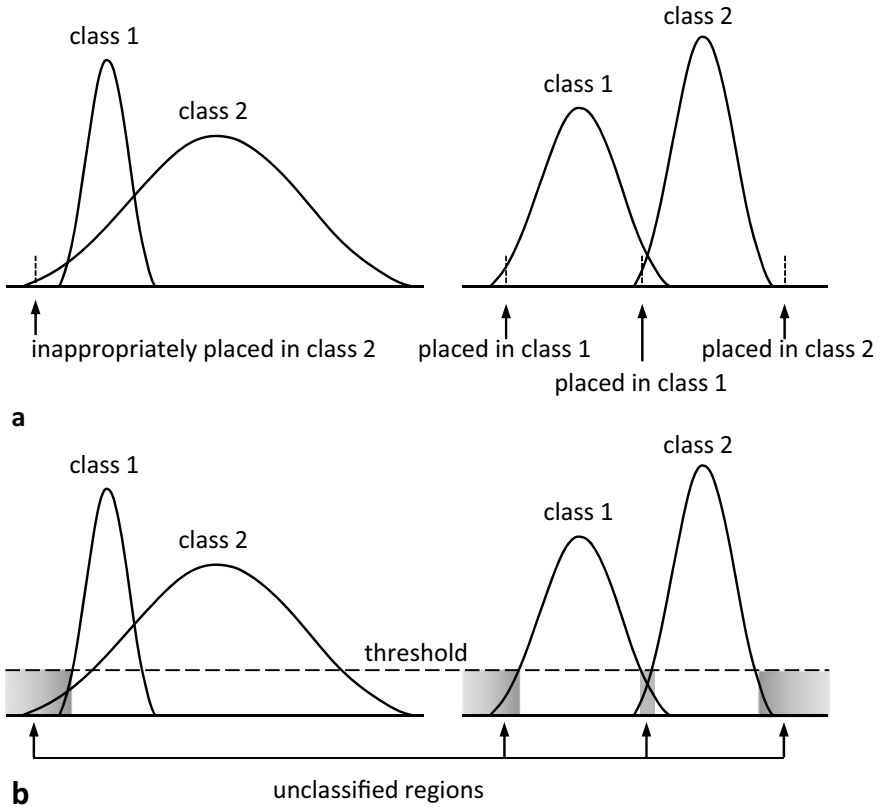 class 1
class 2
class 1
class 2
inappropriately placed in class 2
placed in class 1
placed in class 1
placed in class 2
a
class 1
class 2
class 1
class 2
threshold
unclassified regions
b